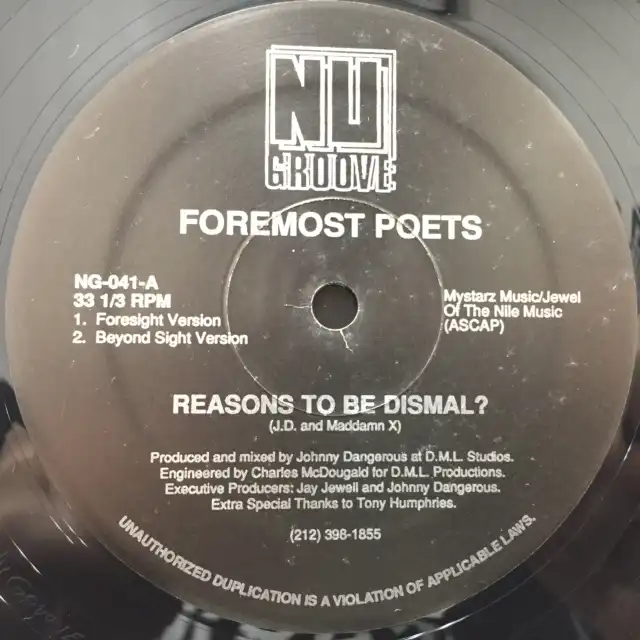 NU
GROOVE
FOREMOST POETS
NG-041-A
33 1/3 RPM
1. Foresight Version
2. Beyond Sight Version
Mystarz Music/Jewel
Of The Nile Music
(ASCAP)
REASONS TO BE DISMAL?
(J.D. and Maddamn X)
Produced and mixed by Johnny Dangerous at D.M.L. Studios.
Engineered by Charles McDougald for D.M.L. Productions.
Executive Producers: Jay Jewell and Johnny Dangerous.
Extra Special Thanks to Tony Humphries.
(212) 398-1855
UNAUTHORIZED DUPLICATION IS A VIOLATION OF APPLICABLE LAWS.